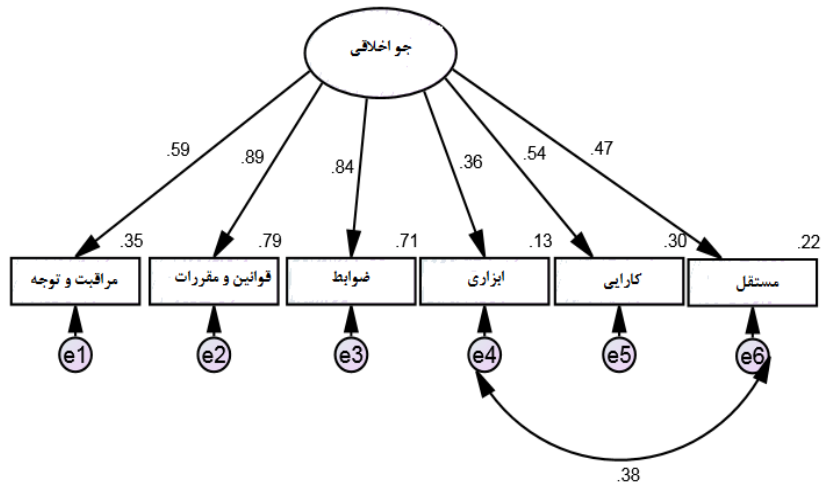 جو اخلاقی
.59
.89
.84
.36
.54
.47
.35
.79
.71
.13
.30
.22
مراقبت و توجه
قوانین و مقررات
ضوابط
ابزاری
کارایی
مستقل
e1
e2
e3
e4
e5
e6
.38